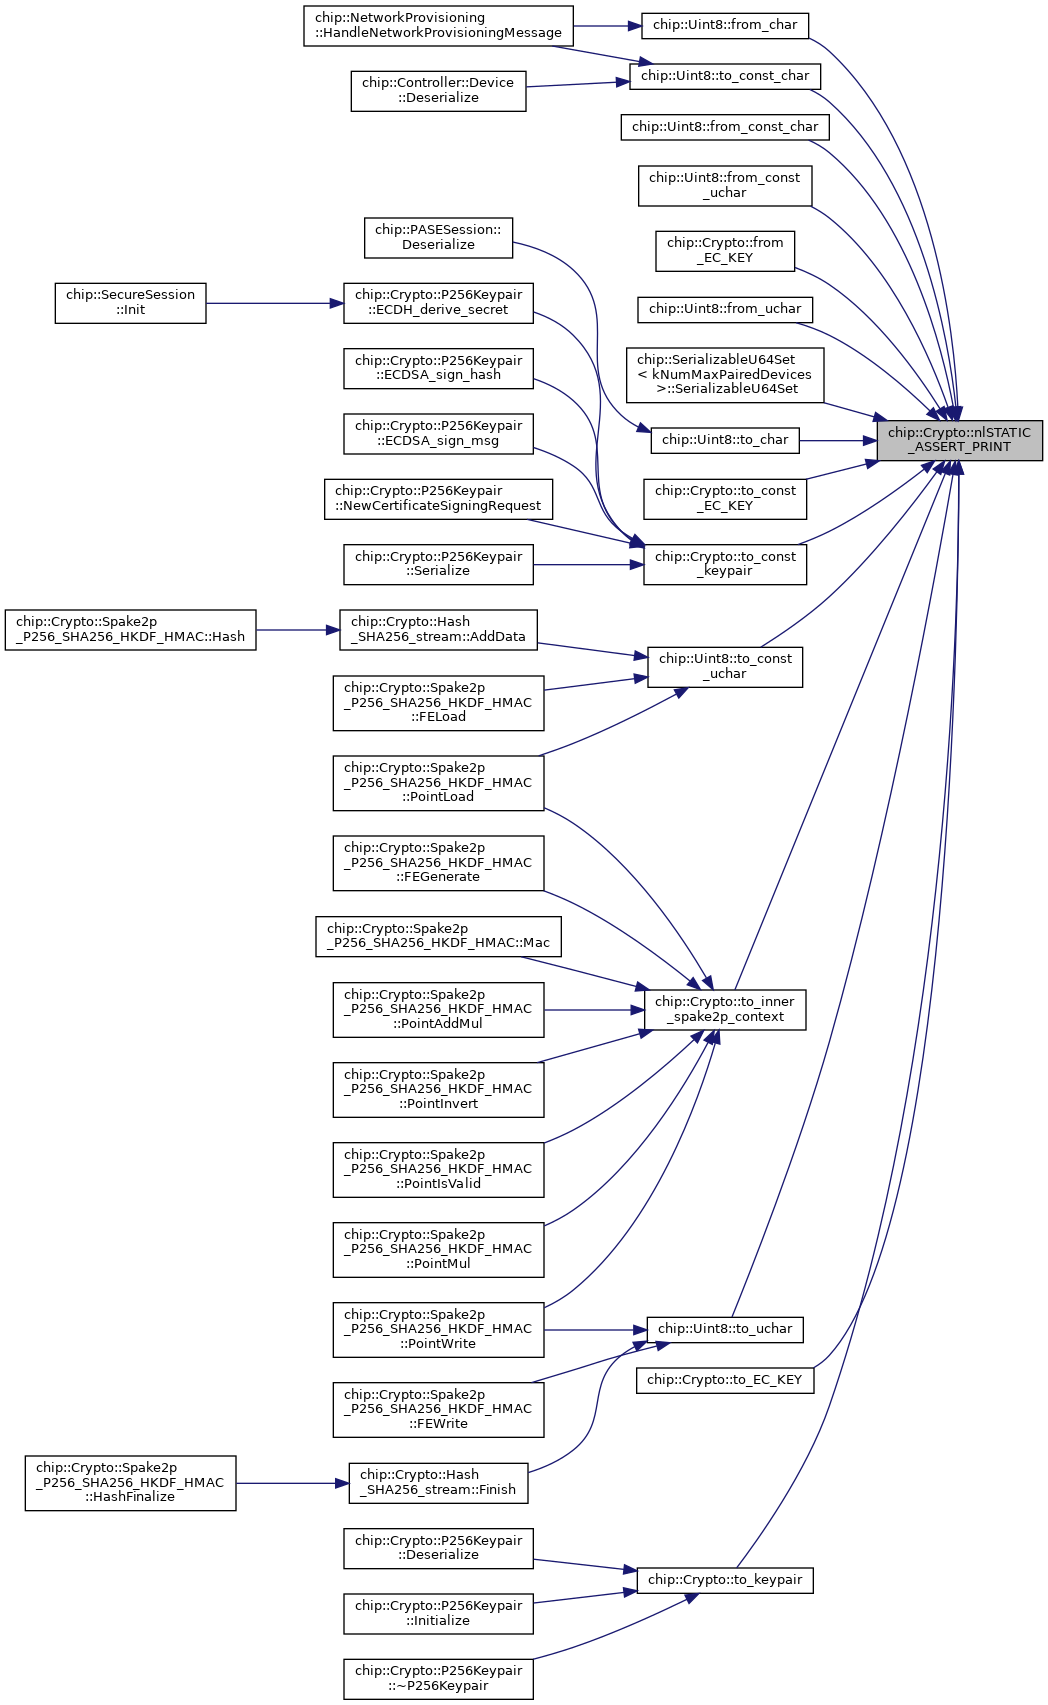 chip::NetworkProvisioning
::HandleNetworkProvisioningMessage
chip::Uint8::from_char
chip::Uint8::to_const_char
chip::Controller::Device
::Deserialize
chip::Uint8::from_const_char
chip::Uint8::from_const
_uchar
chip::PASESession::
Deserialize
chip::Crypto::from
_EC_KEY
chip::SecureSession
::Init
chip::Crypto::P256Keypair
::ECDH_derive_secret
chip::Uint8::from_uchar
chip::Crypto::P256Keypair
::ECDSA_sign_hash
chip::SerializableU64Set
< kNumMaxPairedDevices
>::SerializableU64Set
chip::Crypto::P256Keypair
::ECDSA_sign_msg
chip::Uint8::to_char
chip::Crypto::nlSTATIC
_ASSERT_PRINT
chip::Crypto::P256Keypair
::NewCertificateSigningRequest
chip::Crypto::to_const
_EC_KEY
chip::Crypto::P256Keypair
::Serialize
chip::Crypto::to_const
_keypair
chip::Crypto::Spake2p
_P256_SHA256_HKDF_HMAC::Hash
chip::Crypto::Hash
_SHA256_stream::AddData
chip::Uint8::to_const
_uchar
chip::Crypto::Spake2p
_P256_SHA256_HKDF_HMAC
::FELoad
chip::Crypto::Spake2p
_P256_SHA256_HKDF_HMAC
::PointLoad
chip::Crypto::Spake2p
_P256_SHA256_HKDF_HMAC
::FEGenerate
chip::Crypto::Spake2p
_P256_SHA256_HKDF_HMAC::Mac
chip::Crypto::Spake2p
_P256_SHA256_HKDF_HMAC
::PointAddMul
chip::Crypto::to_inner
_spake2p_context
chip::Crypto::Spake2p
_P256_SHA256_HKDF_HMAC
::PointInvert
chip::Crypto::Spake2p
_P256_SHA256_HKDF_HMAC
::PointIsValid
chip::Crypto::Spake2p
_P256_SHA256_HKDF_HMAC
::PointMul
chip::Crypto::Spake2p
_P256_SHA256_HKDF_HMAC
::PointWrite
chip::Uint8::to_uchar
chip::Crypto::to_EC_KEY
chip::Crypto::Spake2p
_P256_SHA256_HKDF_HMAC
::FEWrite
chip::Crypto::Spake2p
_P256_SHA256_HKDF_HMAC
::HashFinalize
chip::Crypto::Hash
_SHA256_stream::Finish
chip::Crypto::P256Keypair
::Deserialize
chip::Crypto::to_keypair
chip::Crypto::P256Keypair
::Initialize
chip::Crypto::P256Keypair
::~P256Keypair